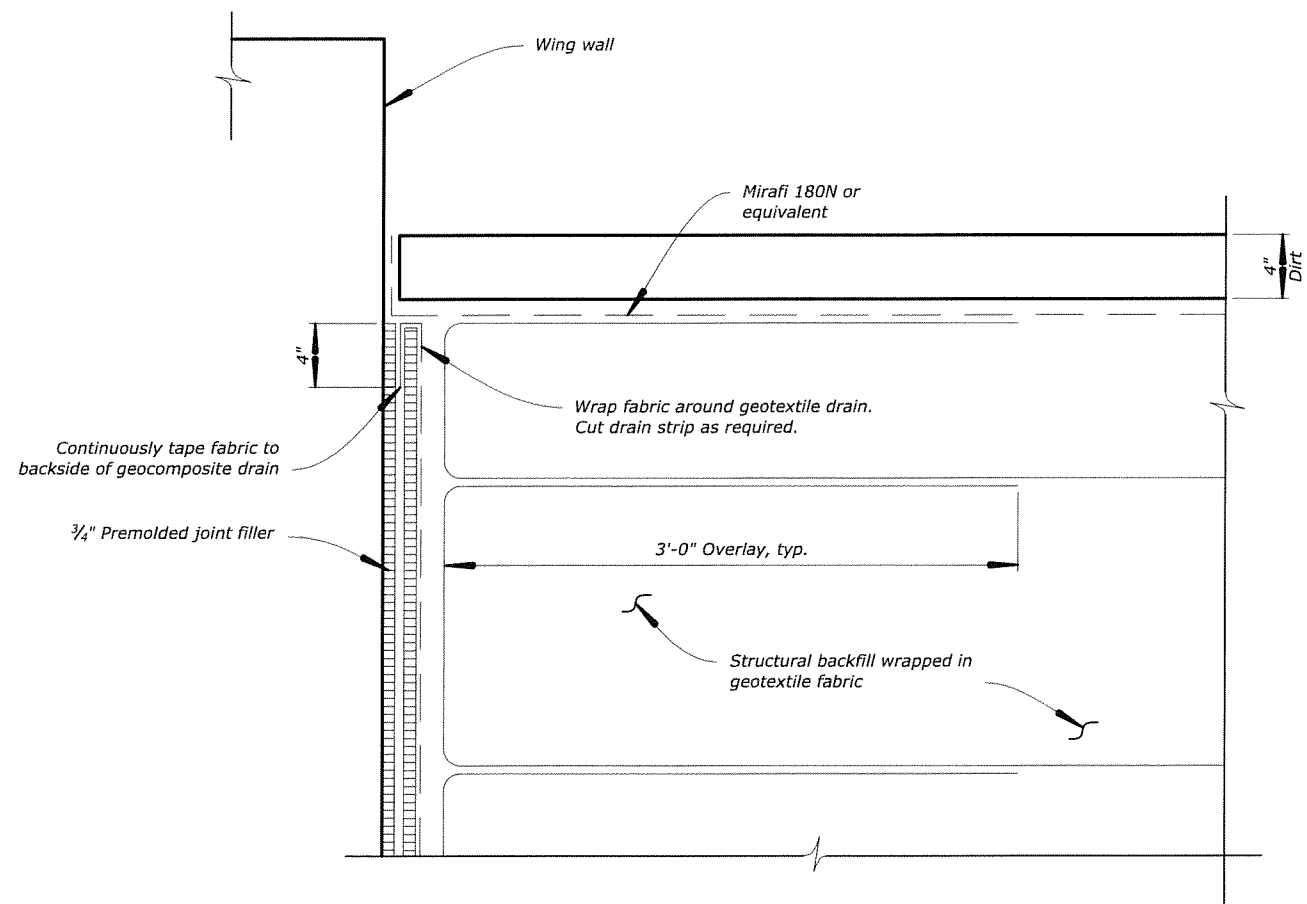 Wing wall
Mirafi 180N or
equivalent
4"
Dirt
4"
Wrap fabric around geotextile drain.
Cut drain strip as required.
Continuously tape fabric to
backside of geocomposite drain
¾" Premolded joint filler
3'-0" Overlay, typ.
Structural backfill wrapped in
geotextile fabric